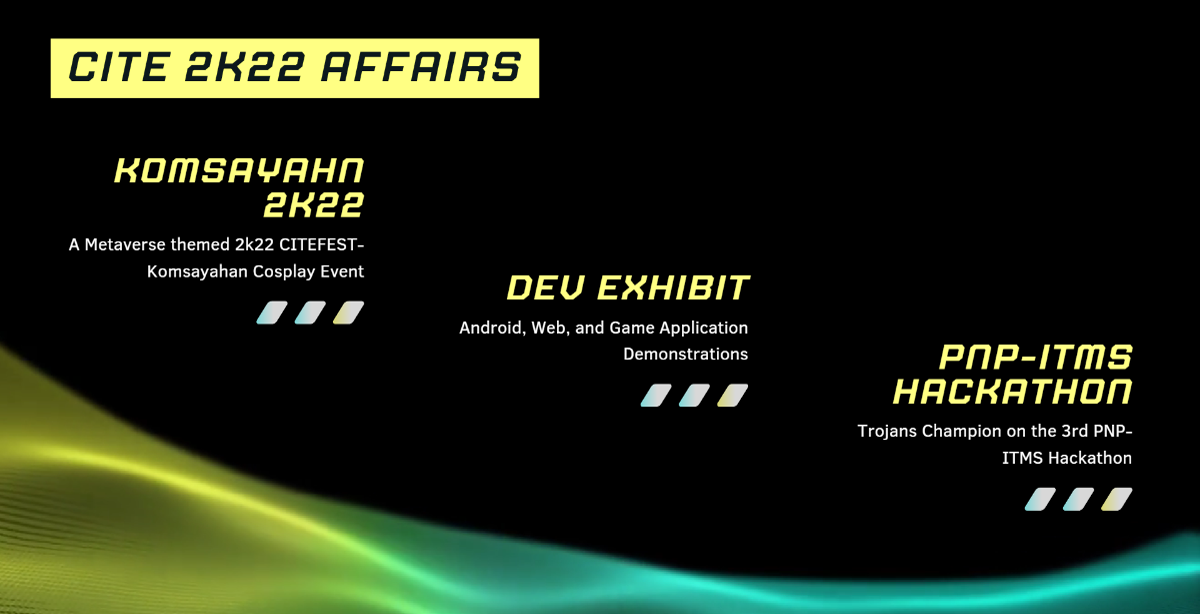 CITE 2K22 AFFAIRS
KOMSAYAHN
2K22
A Metaverse themed 2k22 CITEFEST-
Komsayahan Cosplay Event
DEV EXHIBIT
Android, Web, and Game Application
Demonstrations
PNP-ITMS
HACKATHON
Trojans Champion on the 3rd PNP-
ITMS Hackathon